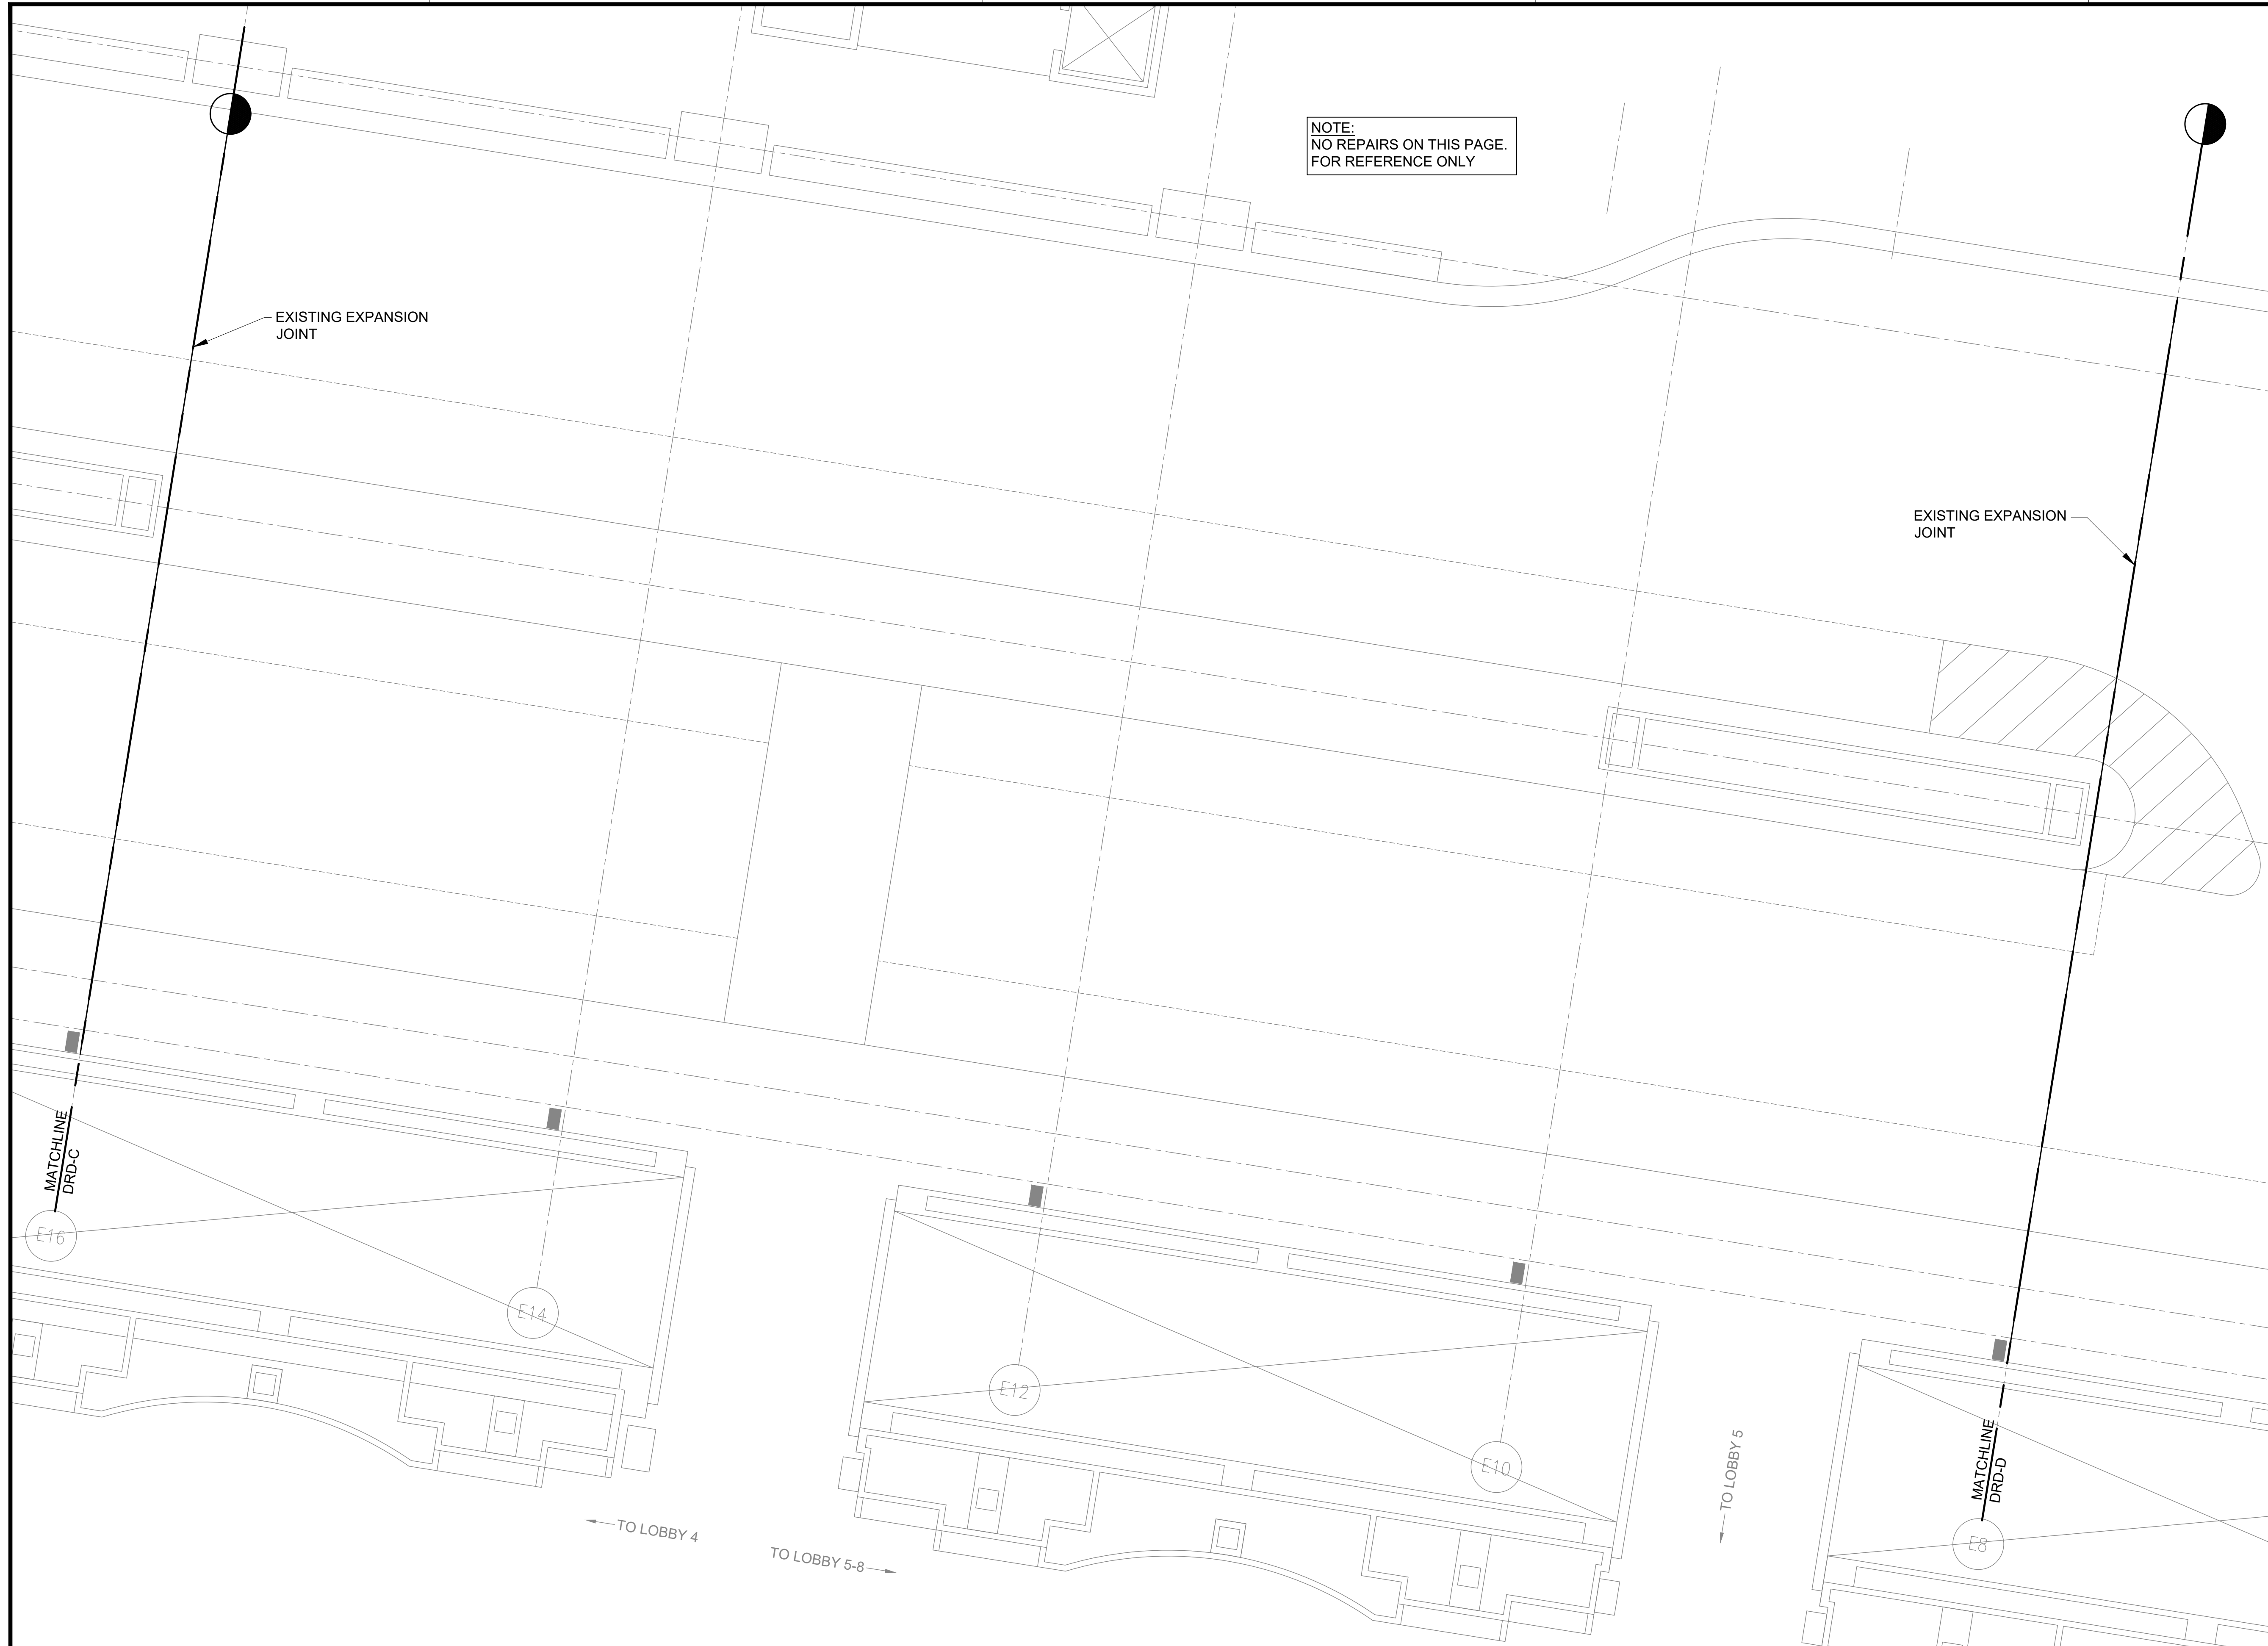 NOTE:
NO REPAIRS ON THIS PAGE.
FOR REFERENCE ONLY
EXISTING EXPANSION
JOINT
EXISTING EXPANSION
JOINT
MATCHLINE
DRD-C
E16
E14
E12
E10
TO LOBBY 5
MATCHLINE
DRD-D
E8
TO LOBBY 4
TO LOBBY 5-8